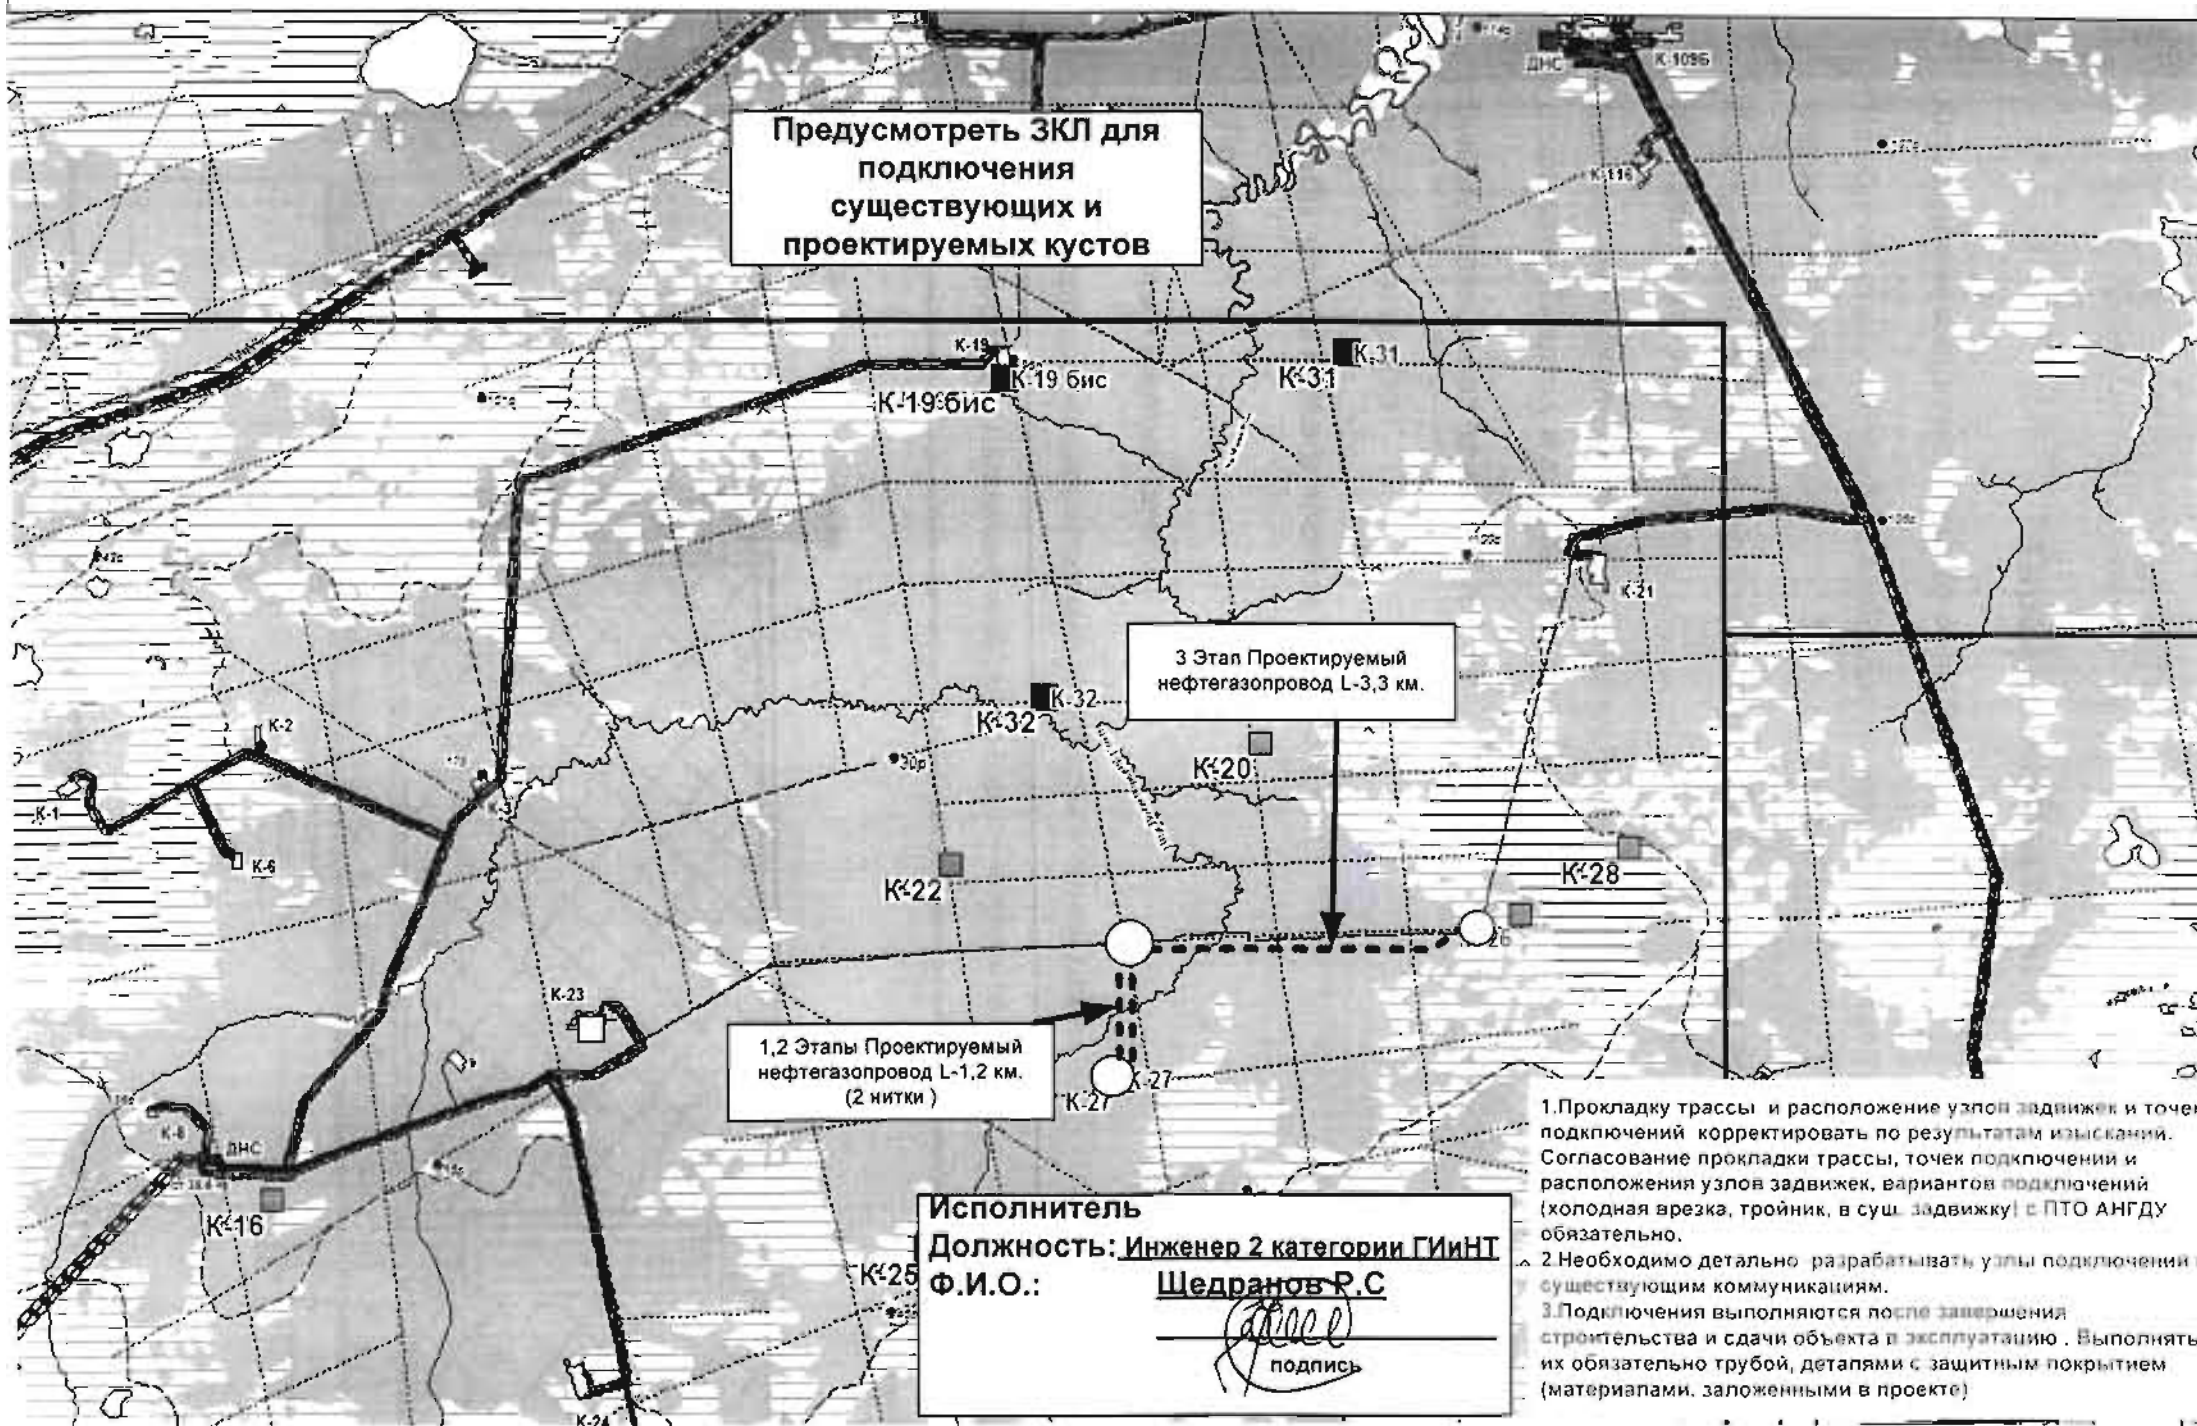 ДНС
К-109Б
Предусмотреть ЗКЛ для
подключения
существующих и
проектируемых кустов
К-116
К-19
К-19 бис
К-19 бис
К-31
К-31
К-21
3 Этап Проектируемый
нефтегазопровод L-3,3 км.
К-32
К-32
К-2
К-20
30р
К-1
К-6
К-22
К-28
К-23
1,2 Этапы Проектируемый
нефтегазопровод L-1,2 км.
(2 нитки )
К-27
К-27
К-8
ДНС
К-16
К-25
К-24
Исполнитель
Должность: Инженер 2 категории ГИиНТ
Ф.И.О.: Щедранов Р.С
подпись
1.Прокладку трассы и расположение узлов задвижек и точек
подключений корректировать по результатам изысканий.
Согласование прокладки трассы, точек подключении и
расположения узлов задвижек, вариантов подключений
(холодная врезка, тройник, в сущ. задвижку) с ПТО АНГДУ
обязательно.
2.Необходимо детально разрабатывать узлы подключении
существующим коммуникациям.
3.Подключения выполняются после завершения
строительства и сдачи объекта в эксплуатацию . Выполнять
их обязательно трубой, деталями с защитным покрытием
(материалами, заложенными в проекте)